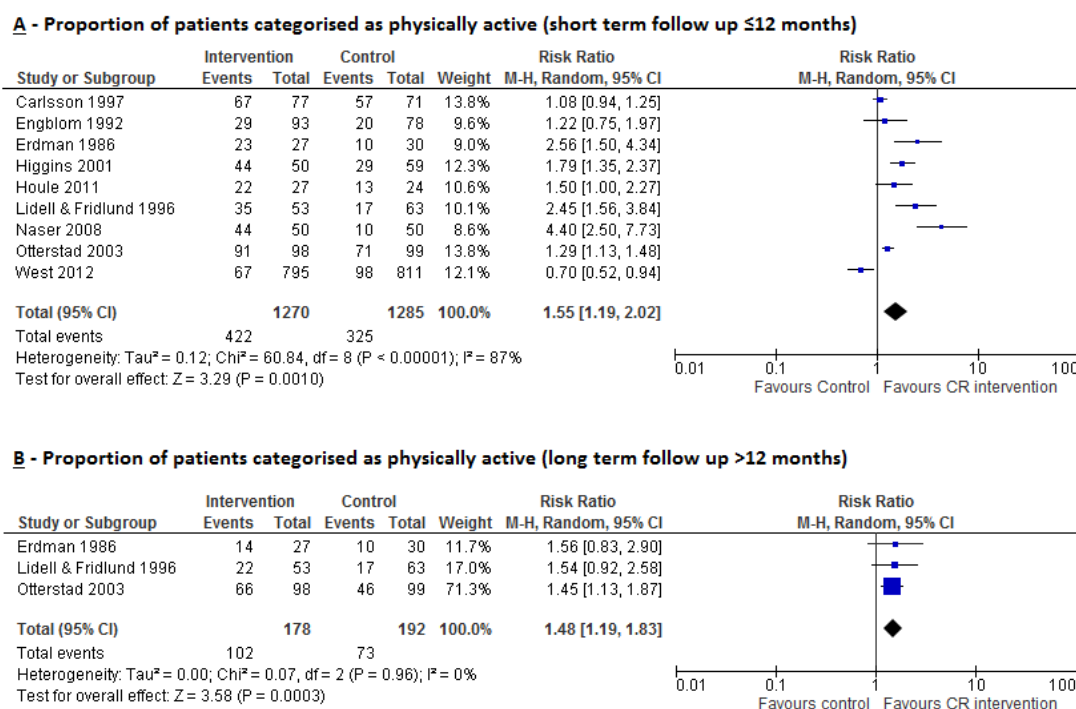 A - Proportion of patients categorised as physically active (short term follow up ≤12 months)
Intervention Control Risk Ratio Risk Ratio
Study or Subgroup Events Total Events Total Weight M-H, Random, 95% CI M-H, Random, 95% CI
Carlsson 1997 67 77 57 71 13.8% 1.08 [0.94, 1.25]
Engblom 1992 29 93 20 78 9.6% 1.22 [0.75, 1.97]
Erdman 1986 23 27 10 30 9.0% 2.56 [1.50, 4.34]
Higgins 2001 44 50 29 59 12.3% 1.79 [1.35, 2.37]
Houle 2011 22 27 13 24 10.6% 1.50 [1.00, 2.27]
Lidell & Fridlund 1996 35 53 17 63 10.1% 2.45 [1.56, 3.84]
Naser 2008 44 50 10 50 8.6% 4.40 [2.50, 7.73]
Otterstad 2003 91 98 71 99 13.8% 1.29 [1.13, 1.48]
West 2012 67 795 98 811 12.1% 0.70 [0.52, 0.94]
Total (95% CI) 1270 1285 100.0% 1.55 [1.19, 2.02]
Total events 422 325
Heterogeneity: Tau² = 0.12; Chi² = 60.84, df = 8 (P < 0.00001); I² = 87%
Test for overall effect: Z = 3.29 (P = 0.0010)
0.01 0.1 1 10 100
Favours Control Favours CR intervention
B - Proportion of patients categorised as physically active (long term follow up >12 months)
Intervention Control Risk Ratio Risk Ratio
Study or Subgroup Events Total Events Total Weight M-H, Random, 95% CI M-H, Random, 95% CI
Erdman 1986 14 27 10 30 11.7% 1.56 [0.83, 2.90]
Lidell & Fridlund 1996 22 53 17 63 17.0% 1.54 [0.92, 2.58]
Otterstad 2003 66 98 46 99 71.3% 1.45 [1.13, 1.87]
Total (95% CI) 178 192 100.0% 1.48 [1.19, 1.83]
Total events 102 73
Heterogeneity: Tau² = 0.00; Chi² = 0.07, df = 2 (P = 0.96); I² = 0%
Test for overall effect: Z = 3.58 (P = 0.0003)
0.01 0.1 1 10 100
Favours control Favours CR intervention